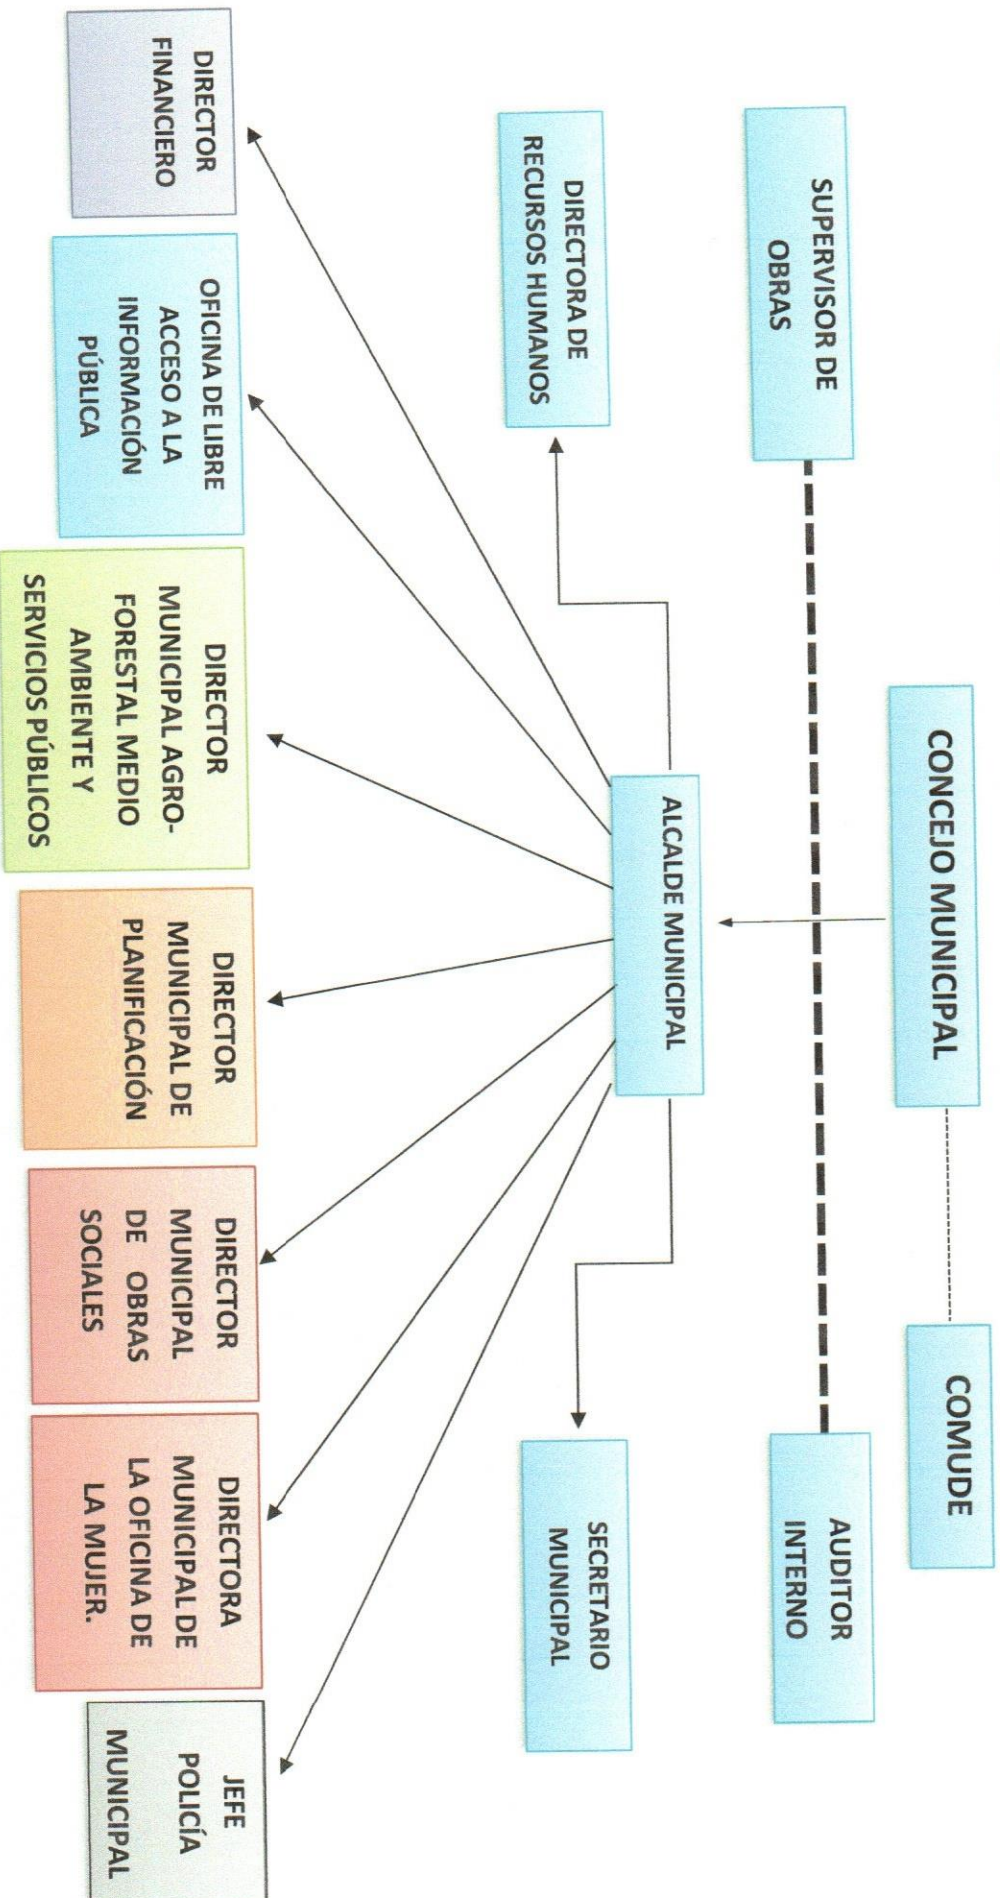 CONCEJO MUNICIPAL
COMUDE
SUPERVISOR DE
OBRAS
AUDITOR
INTERNO
ALCALDE MUNICIPAL
DIRECTORA DE
RECURSOS HUMANOS
SECRETARIO
MUNICIPAL
DIRECTOR
FINANCIERO
OFICINA DE LIBRE
ACCESO A LA
INFORMACIÓN
PÚBLICA
DIRECTOR
MUNICIPAL AGRO-
FORESTAL MEDIO
AMBIENTE Y
SERVICIOS PÚBLICOS
DIRECTOR
MUNICIPAL DE
PLANIFICACIÓN
DIRECTOR
MUNICIPAL
DE OBRAS
SOCIALES
DIRECTORA
MUNICIPAL DE
LA OFICINA DE
LA MUJER.
JEFE
POLICÍA
MUNICIPAL